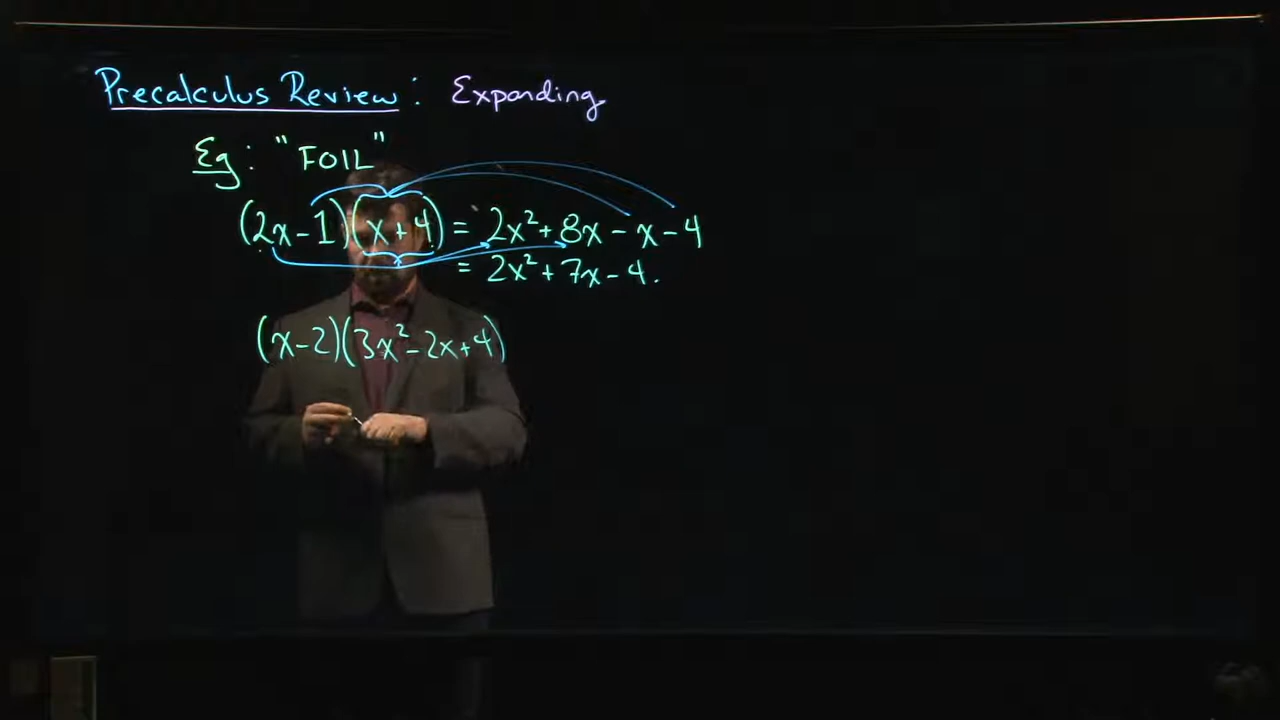 Precalculus Review: Expanding
Eg: "FOIL"
(2x-1)(x+4) = 2x²+8x-x-4
= 2x²+7x-4.
(x-2)(3x²-2x+4)